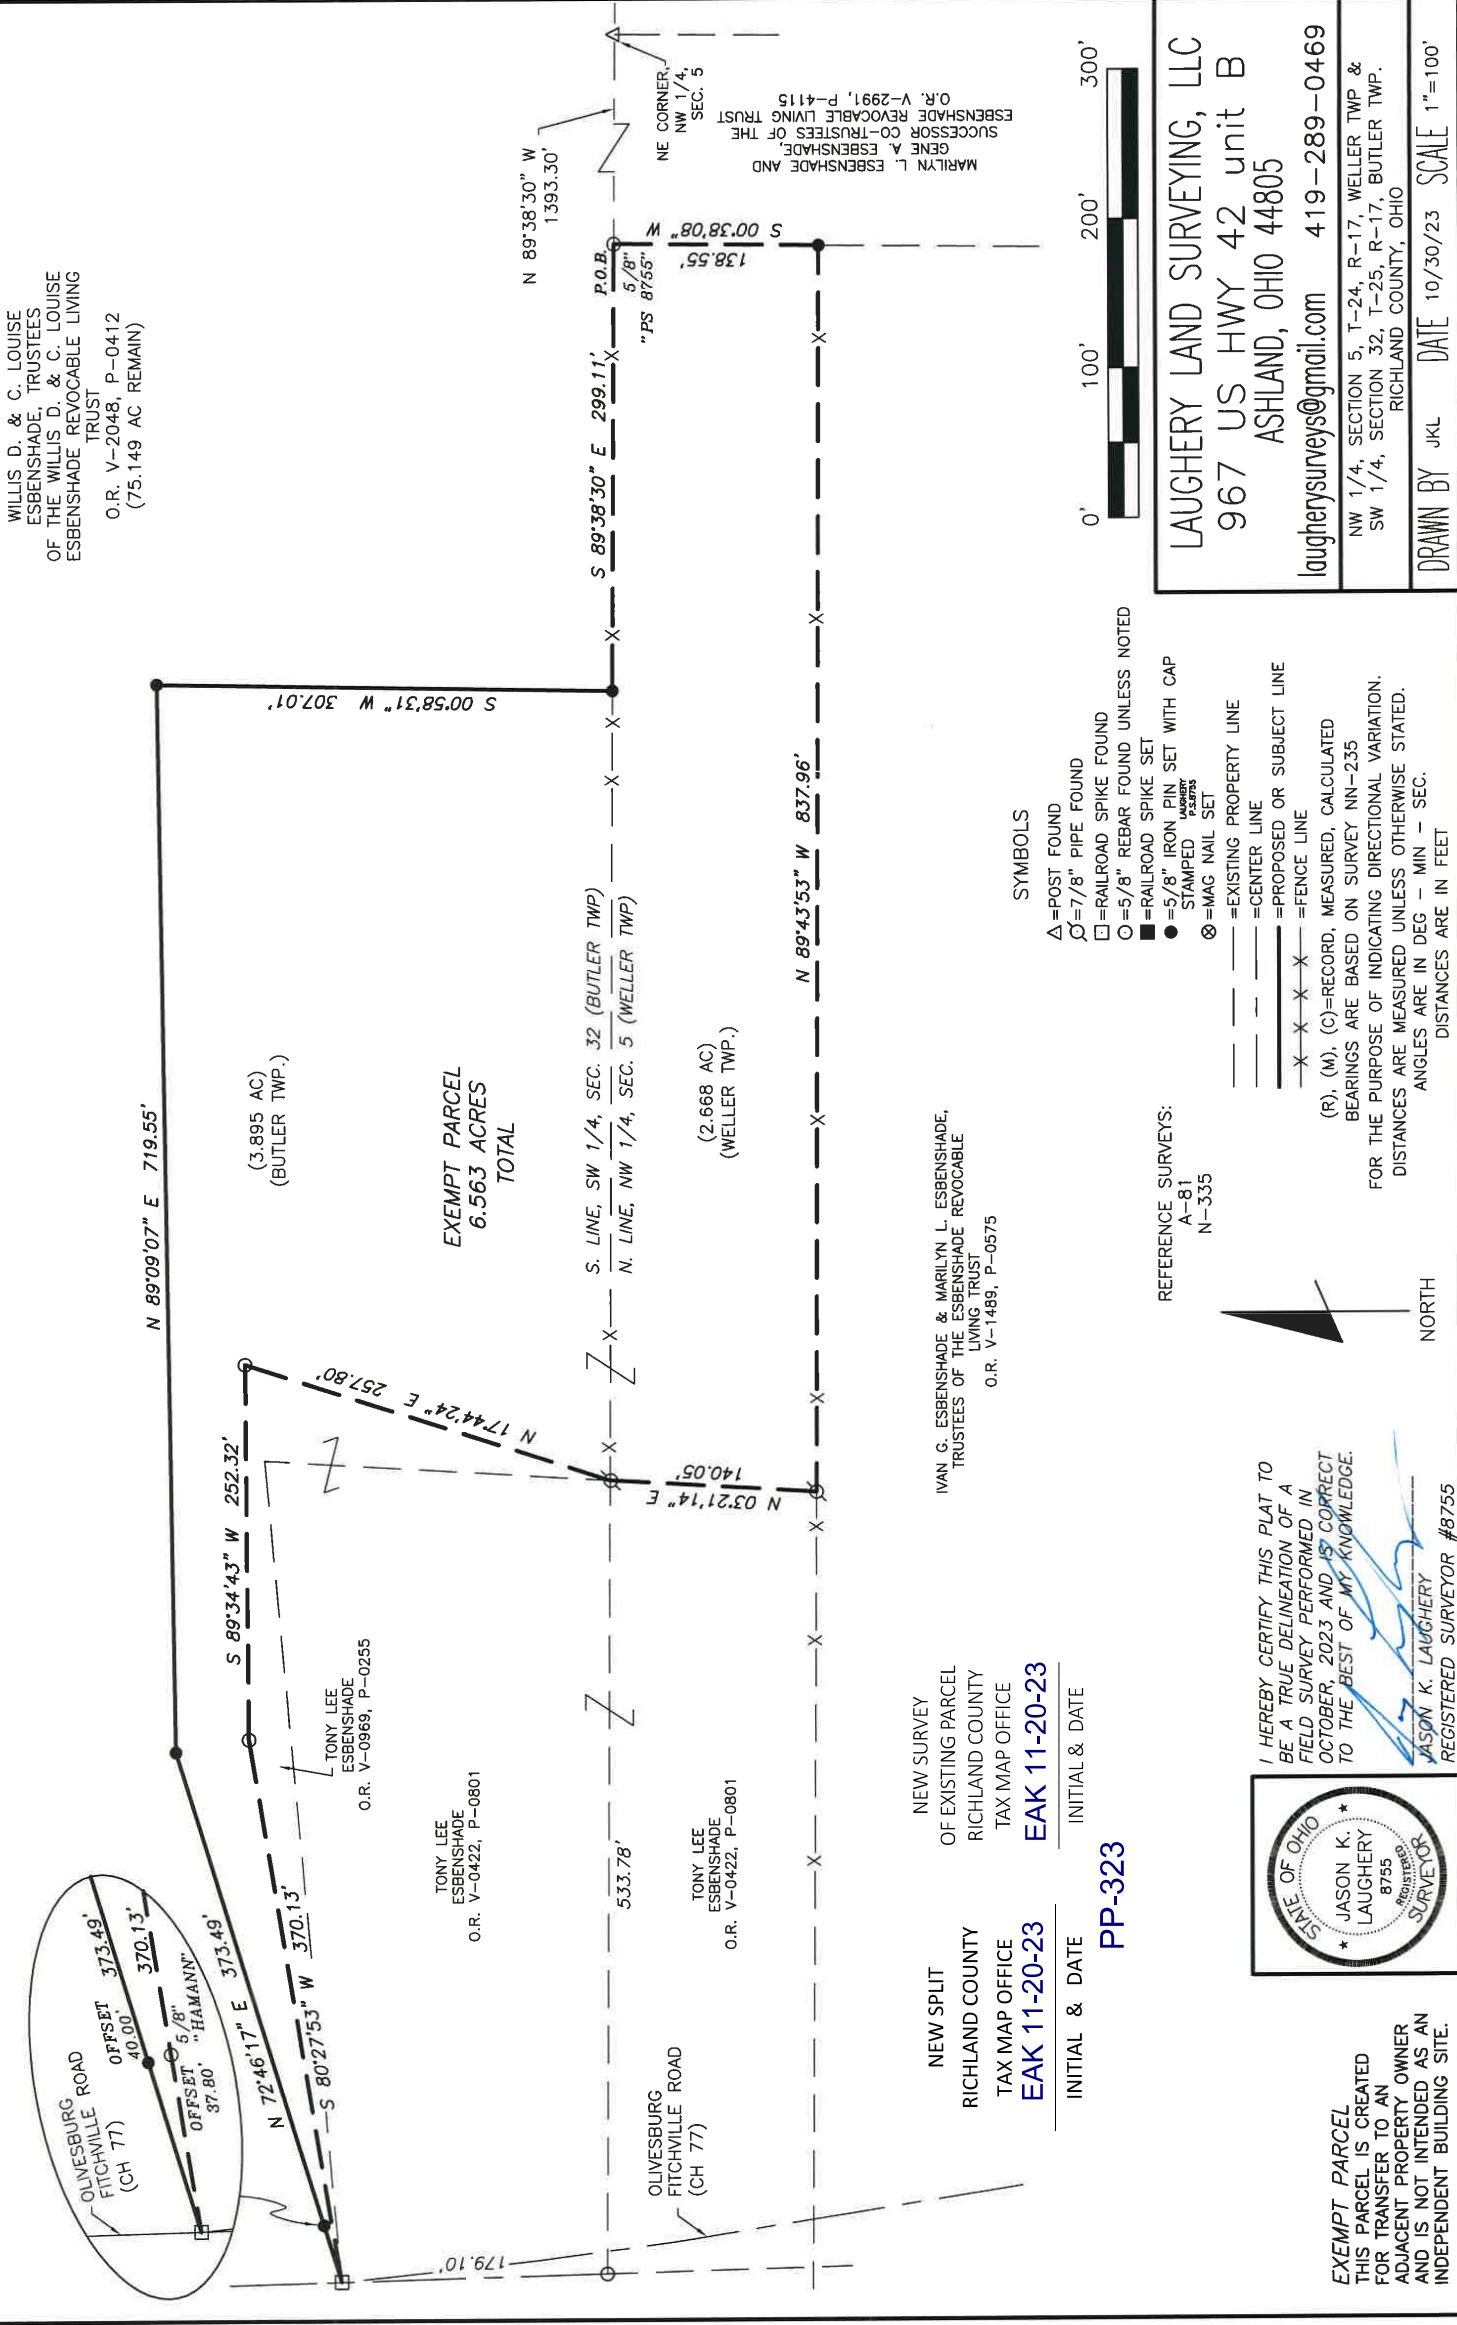 WILLIS D. & C. LOUISE
ESBENSHADE, TRUSTEES
OF THE WILLIS D. & C. LOUISE
ESBENSHADE REVOCABLE LIVING
TRUST
O.R. V-2048, P-0412
(75.149 AC REMAIN)
OLIVESBURG
FITCHVILLE ROAD
(CH 77)
OFFSET
40.00'
373.49'
370.13'
OFFSET
37.80'
5/8"
"HAMANN"
N 72°46'17" E 373.49'
S 80°27'53" W 370.13'
S 89°34'43" W 252.32'
N 89°09'07" E 719.55'
S 00°58'31" W 307.01'
N 17°44'24" E 257.80'
(3.895 AC)
(BUTLER TWP.)
EXEMPT PARCEL
6.563 ACRES
TOTAL
TONY LEE
ESBENSHADE
O.R. V-0969, P-0255
TONY LEE
ESBENSHADE
O.R. V-0422, P-0801
S. LINE, SW 1/4, SEC. 32 (BUTLER TWP)
N. LINE, NW 1/4, SEC. 5 (WELLER TWP)
S 89°38'30" E 299.11'
P.O.B.
5/8"
"PS 8755"
N 89°38'30" W
1393.30'
NE CORNER,
NW 1/4,
SEC. 5
533.78'
179.10'
N 03°21'14" E
140.05'
S 00°38'08" W
138.55'
(2.668 AC)
(WELLER TWP.)
N 89°43'53" W 837.96'
TONY LEE
ESBENSHADE
O.R. V-0422, P-0801
OLIVESBURG
FITCHVILLE ROAD
(CH 77)
MARILYN L. ESBENSHADE AND
GENE A. ESBENSHADE,
SUCCESSOR CO-TRUSTEES OF THE
ESBENSHADE REVOCABLE LIVING TRUST
O.R. V-2991, P-4115
IVAN G. ESBENSHADE & MARILYN L. ESBENSHADE,
TRUSTEES OF THE ESBENSHADE REVOCABLE
LIVING TRUST
O.R. V-1489, P-0575
NEW SPLIT
RICHLAND COUNTY
TAX MAP OFFICE
EAK 11-20-23
INITIAL & DATE
NEW SURVEY
OF EXISTING PARCEL
RICHLAND COUNTY
TAX MAP OFFICE
EAK 11-20-23
INITIAL & DATE
PP-323
REFERENCE SURVEYS:
A-81
N-335
NORTH
SYMBOLS
=POST FOUND
=7/8" PIPE FOUND
=RAILROAD SPIKE FOUND
=5/8" REBAR FOUND UNLESS NOTED
=RAILROAD SPIKE SET
=5/8" IRON PIN SET WITH CAP
STAMPED LAUGHERY P.S.8755
=MAG NAIL SET
=EXISTING PROPERTY LINE
=CENTER LINE
=PROPOSED OR SUBJECT LINE
=FENCE LINE
(R), (M), (C)=RECORD, MEASURED, CALCULATED
BEARINGS ARE BASED ON SURVEY NN-235
FOR THE PURPOSE OF INDICATING DIRECTIONAL VARIATION.
DISTANCES ARE MEASURED UNLESS OTHERWISE STATED.
ANGLES ARE IN DEG - MIN - SEC.
DISTANCES ARE IN FEET
0' 100' 200' 300'
EXEMPT PARCEL
THIS PARCEL IS CREATED
FOR TRANSFER TO AN
ADJACENT PROPERTY OWNER
AND IS NOT INTENDED AS AN
INDEPENDENT BUILDING SITE.
STATE OF OHIO
JASON K.
LAUGHERY
8755
REGISTERED
SURVEYOR
I HEREBY CERTIFY THIS PLAT TO
BE A TRUE DELINEATION OF A
FIELD SURVEY PERFORMED IN
OCTOBER, 2023 AND IS CORRECT
TO THE BEST OF MY KNOWLEDGE.
JASON K. LAUGHERY
REGISTERED SURVEYOR #8755
LAUGHERY LAND SURVEYING, LLC
967 US HWY 42 unit B
ASHLAND, OHIO 44805
laugherysurveys@gmail.com 419-289-0469
NW 1/4, SECTION 5, T-24, R-17, WELLER TWP &
SW 1/4, SECTION 32, T-25, R-17, BUTLER TWP.
RICHLAND COUNTY, OHIO
DRAWN BY JKL DATE 10/30/23 SCALE 1"=100'